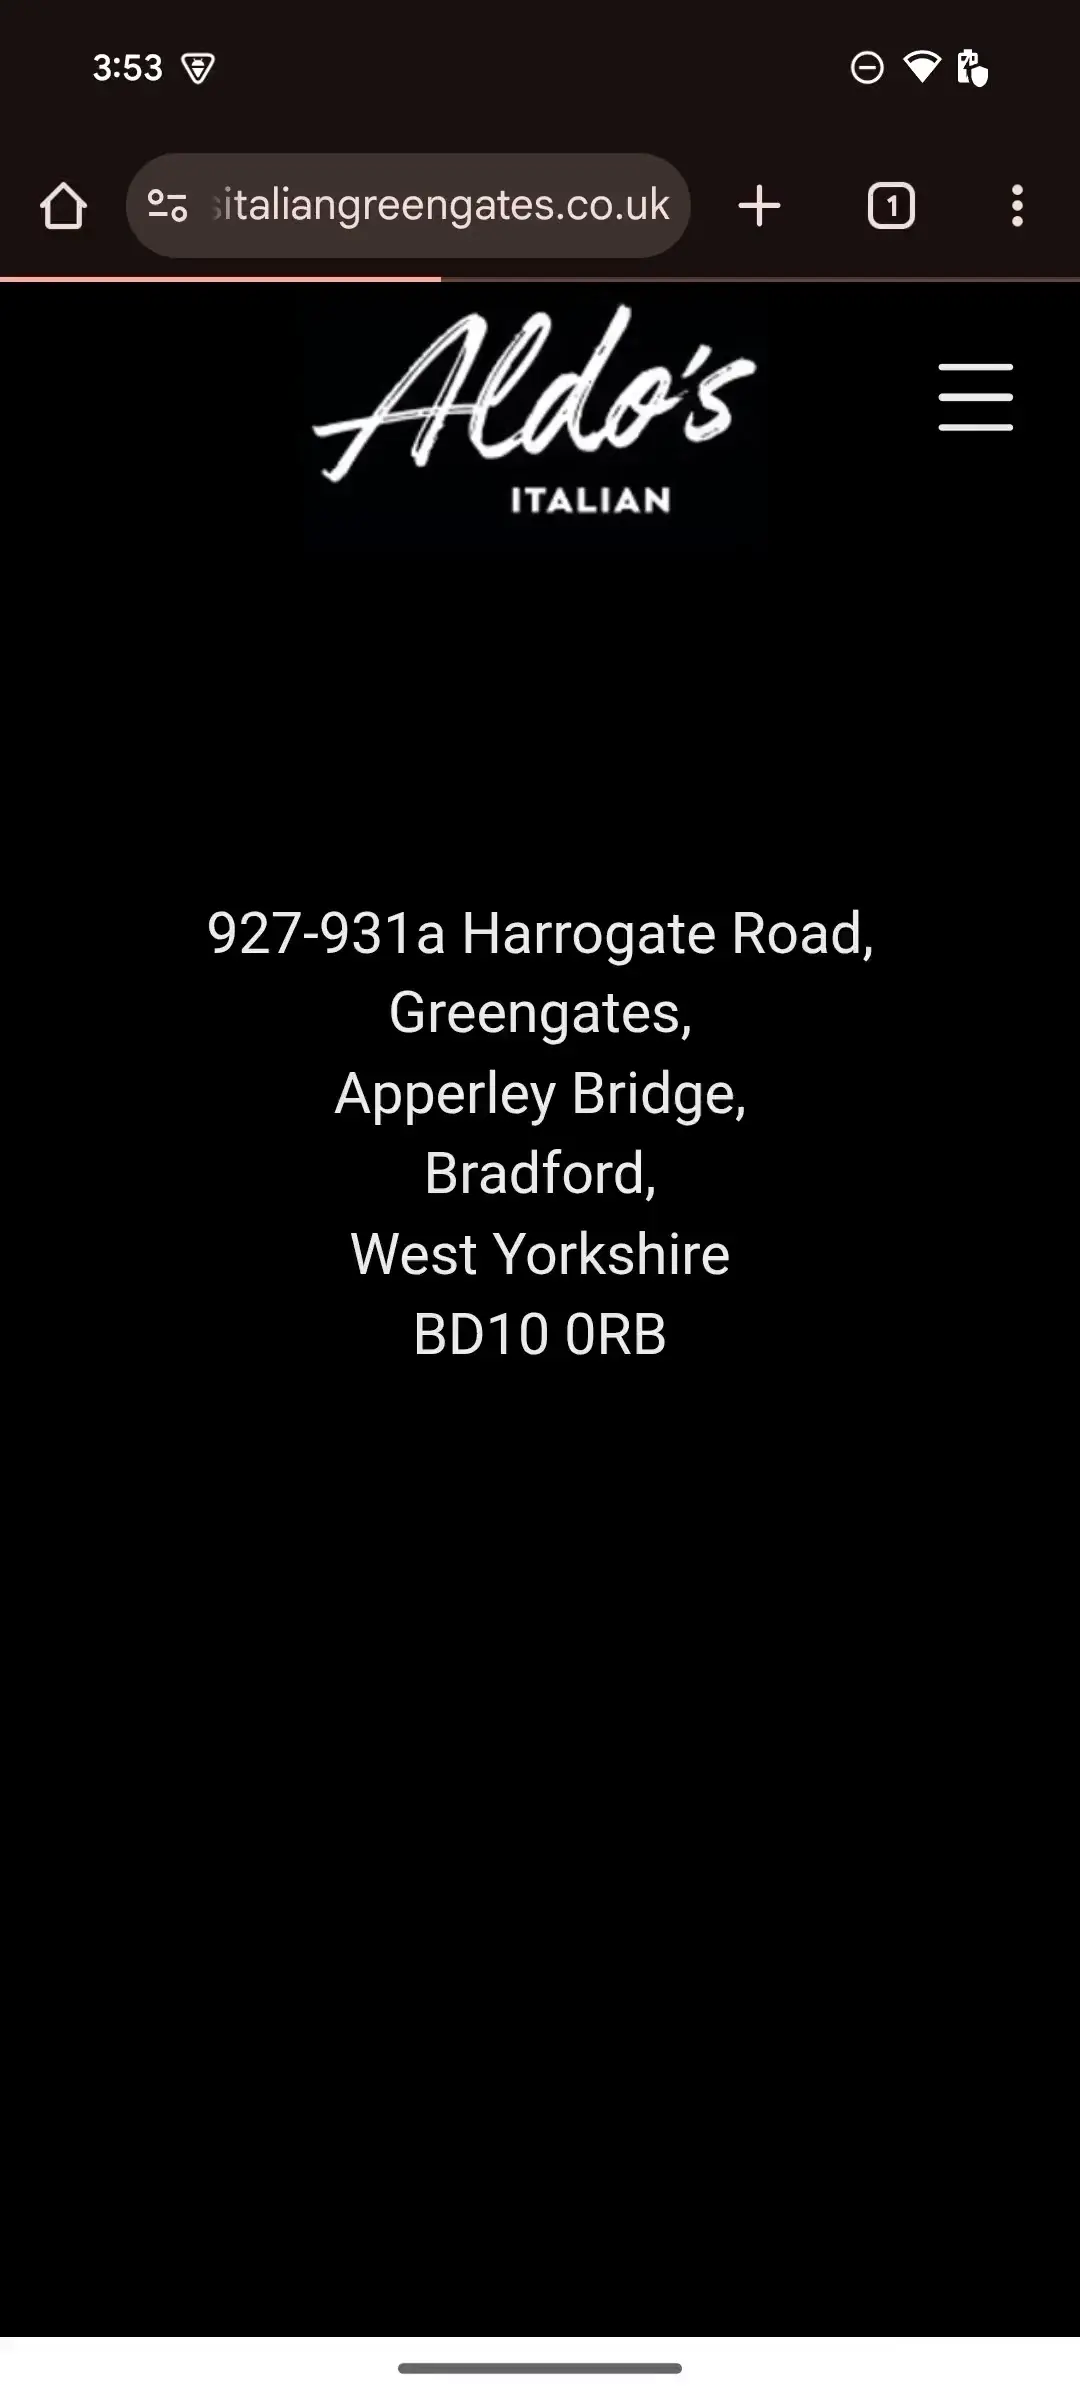 3:53
sitaliangreengates.co.uk
1
Aldo's
ITALIAN
927-931a Harrogate Road,
Greengates,
Apperley Bridge,
Bradford,
West Yorkshire
BD10 0RB